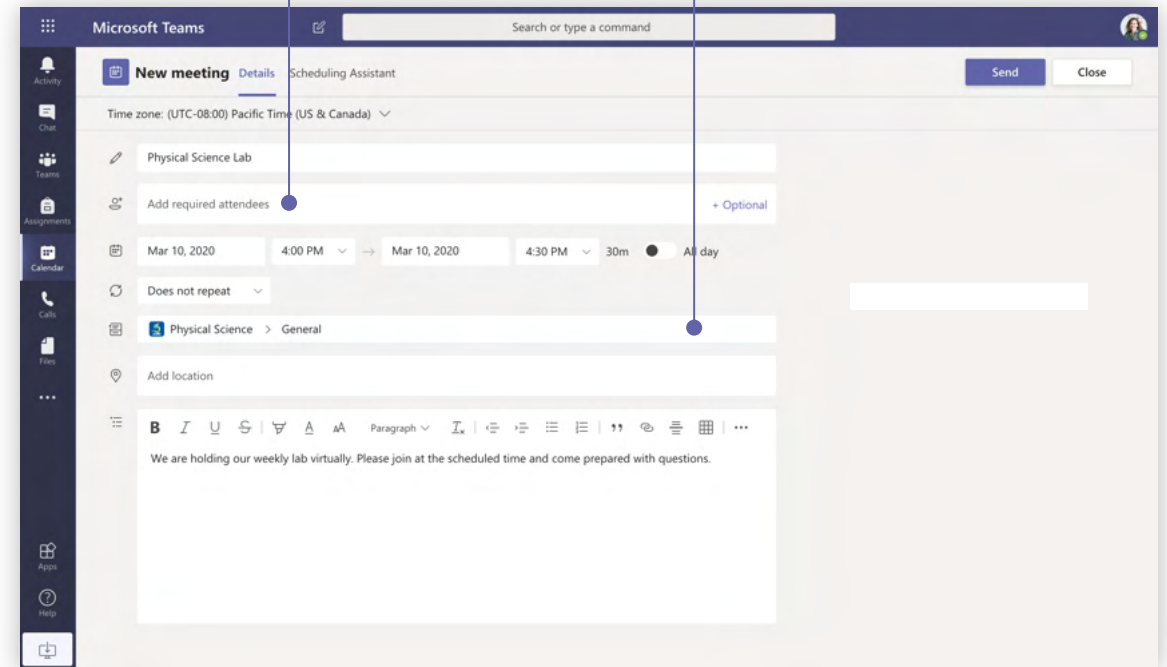 Microsoft Teams
Search or type a command
Activity
Chat
Teams
Assignments
Calendar
Calls
Files
Apps
Help
New meeting Details Scheduling Assistant
Send Close
Time zone: (UTC-08:00) Pacific Time (US & Canada)
Physical Science Lab
Add required attendees + Optional
Mar 10, 2020 4:00 PM → Mar 10, 2020 4:30 PM 30m All day
Does not repeat
Physical Science > General
Add location
B I U S A AA Paragraph Tx
We are holding our weekly lab virtually. Please join at the scheduled time and come prepared with questions.